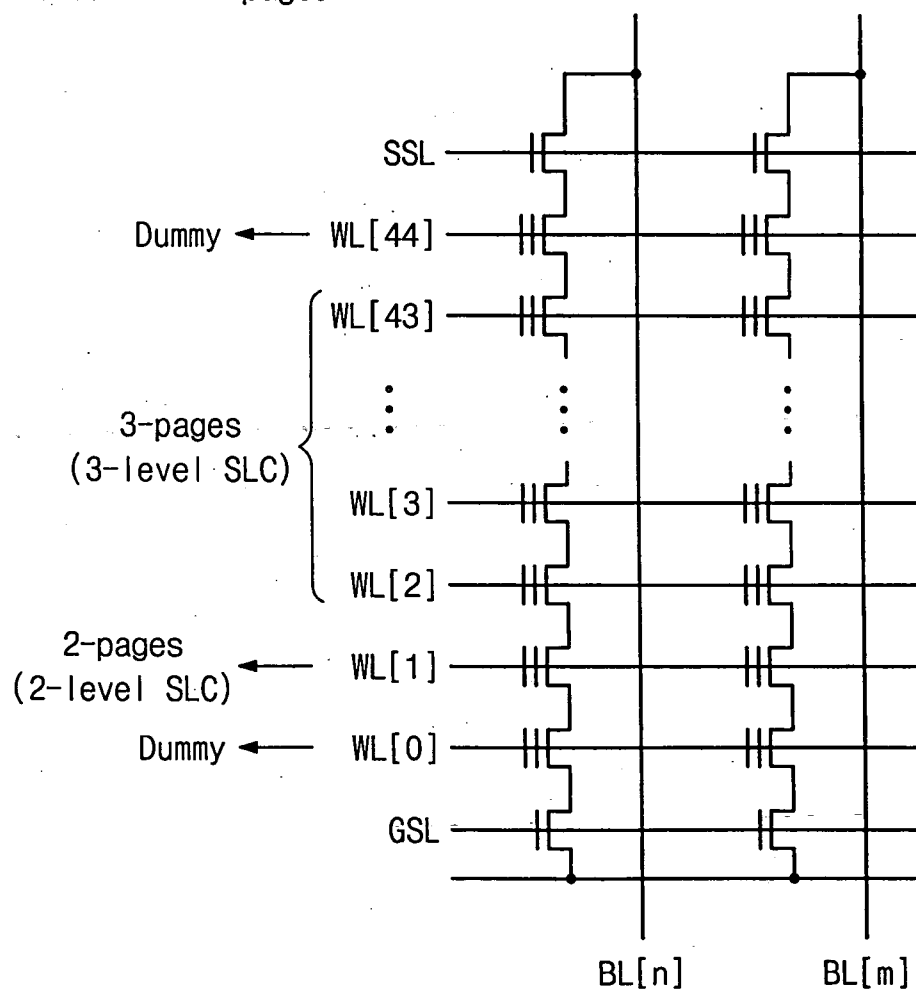 pages
SSL
Dummy WL[44]
WL[43]
3-pages
(3-level SLC)
WL[3]
WL[2]
2-pages
(2-level SLC)
WL[1]
Dummy WL[0]
GSL
BL[n] BL[m]